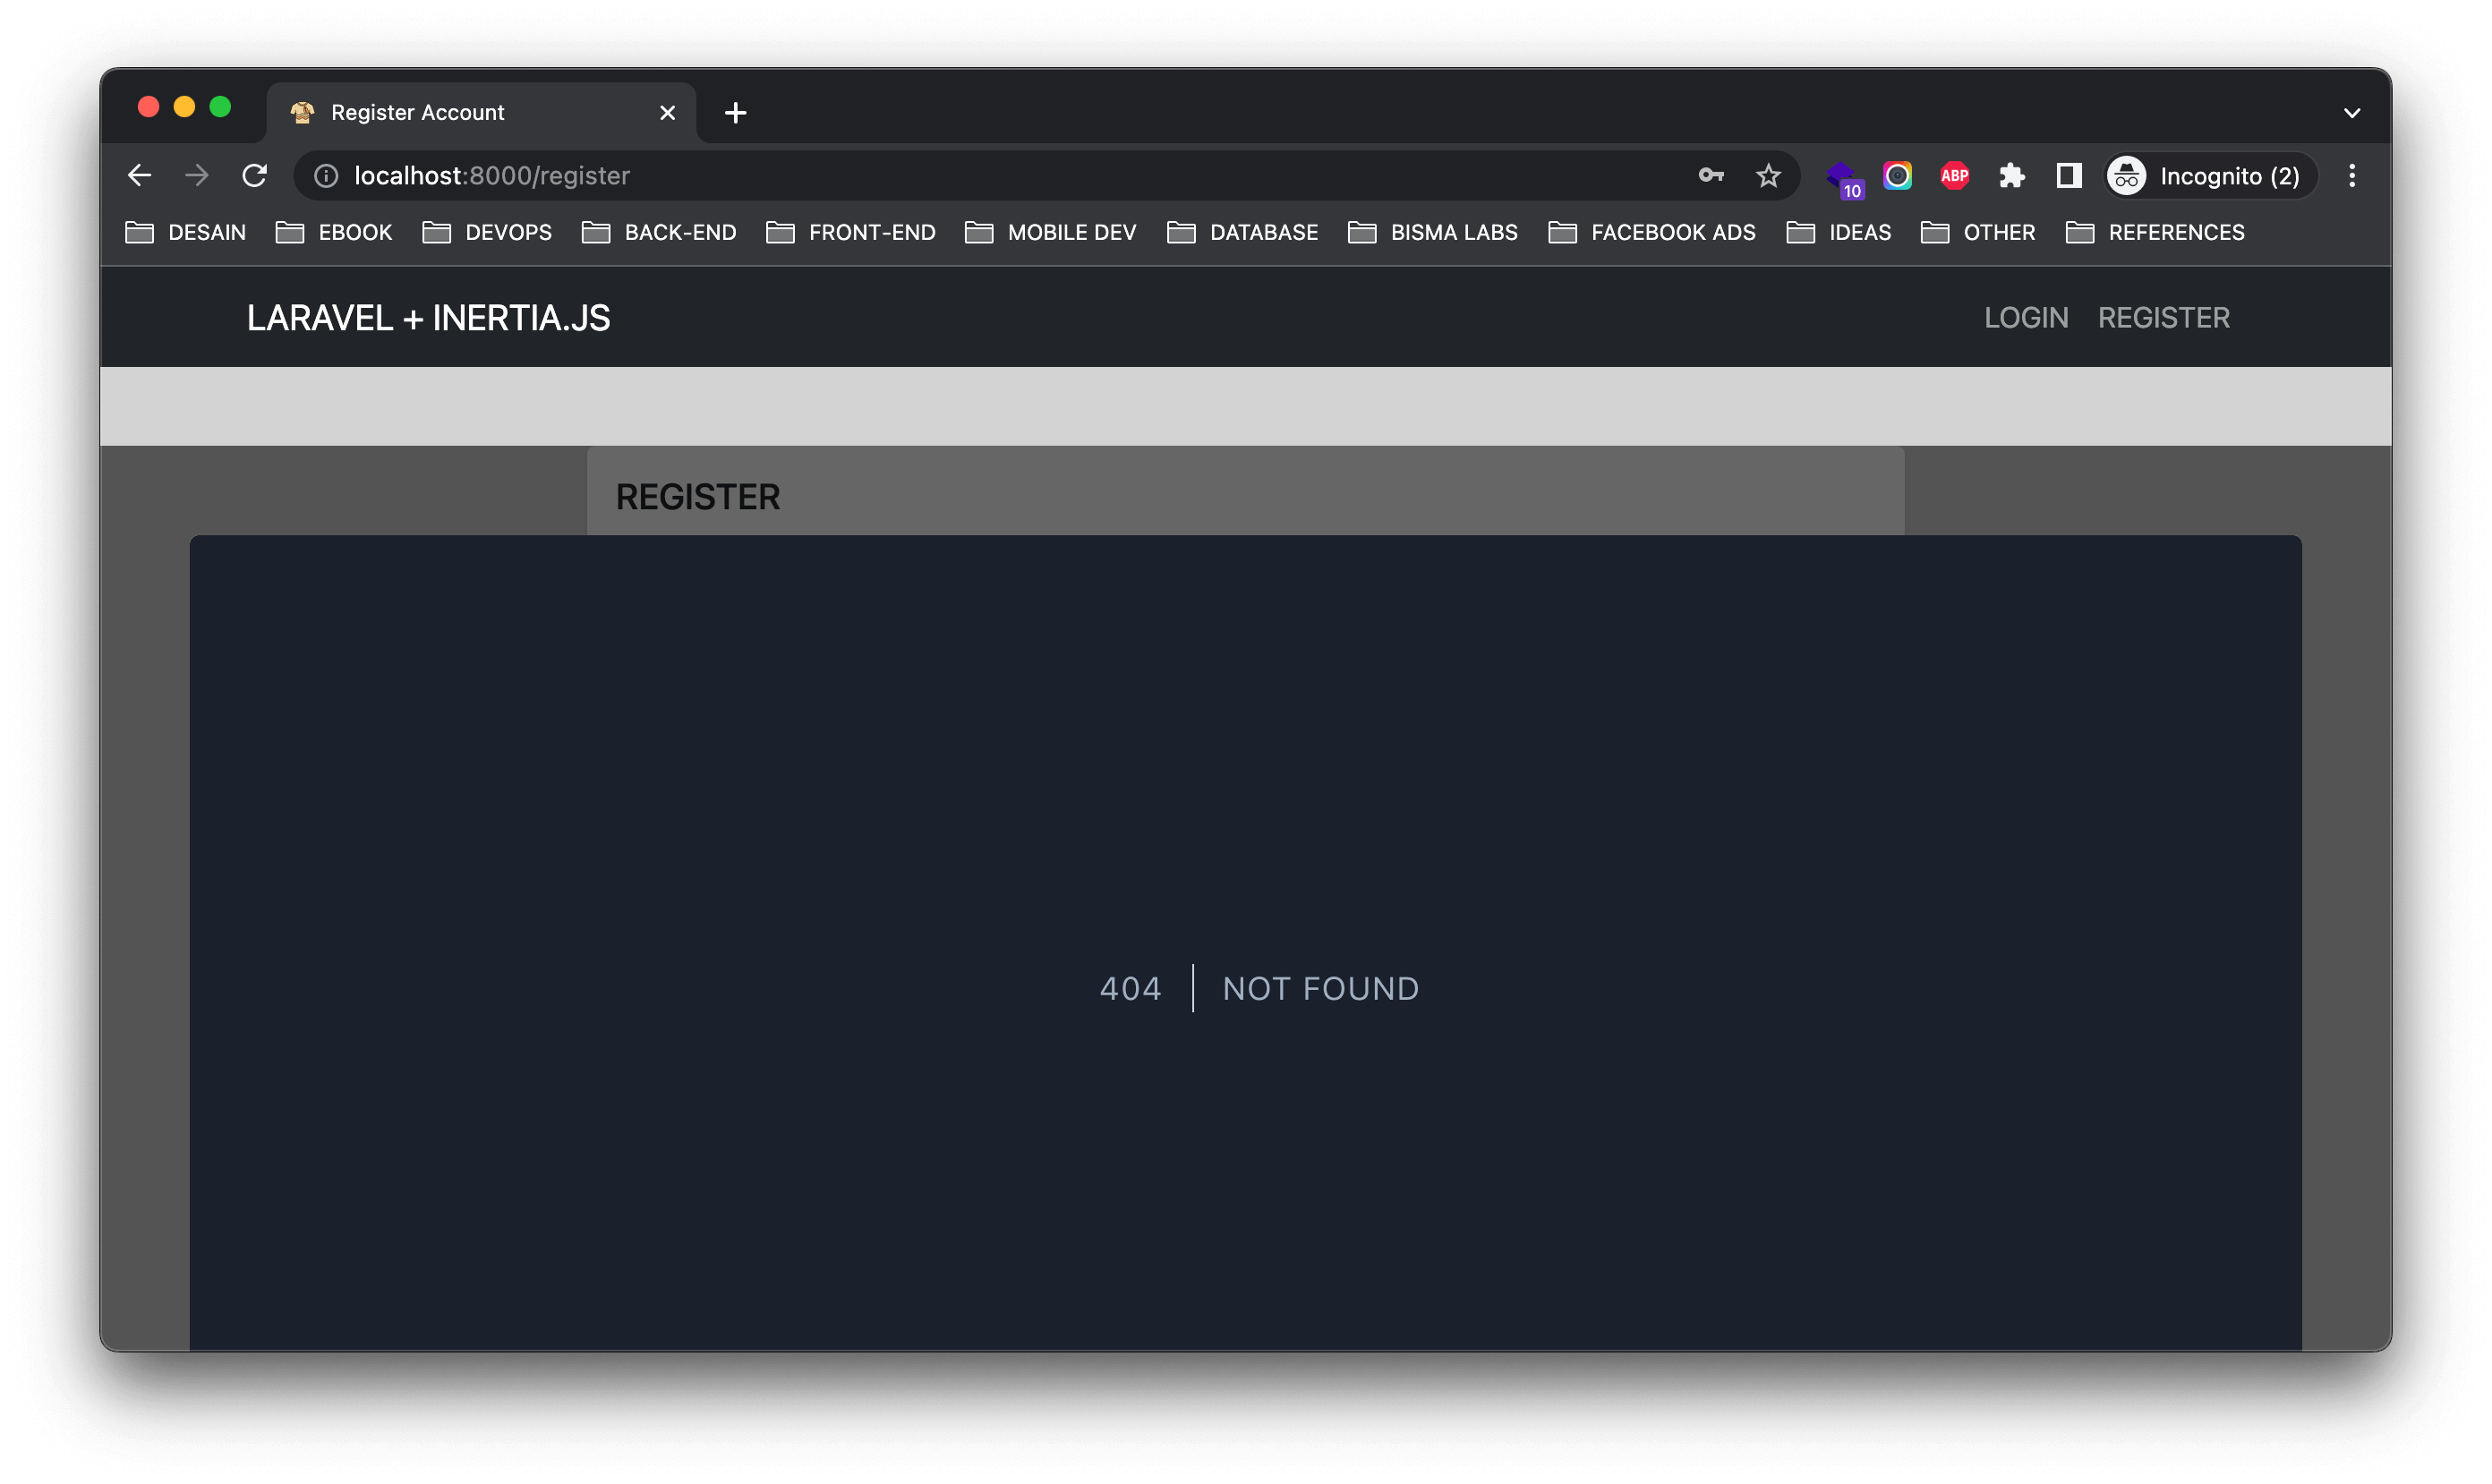 Register Account
localhost:8000/register
10
ABP
Incognito (2)
DESAIN EBOOK DEVOPS BACK-END FRONT-END MOBILE DEV DATABASE BISMA LABS FACEBOOK ADS IDEAS OTHER REFERENCES
LARAVEL + INERTIA.JS LOGIN REGISTER
REGISTER
404 NOT FOUND